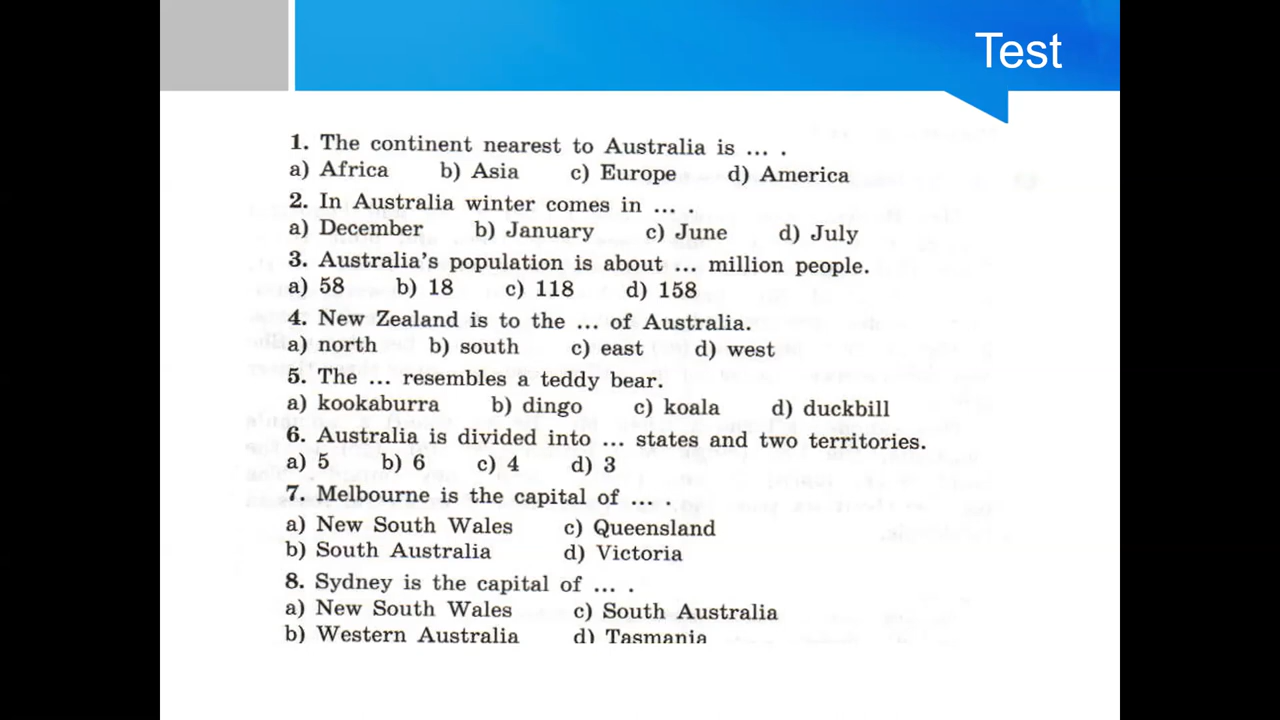 Test
1. The continent nearest to Australia is ... .
a) Africa b) Asia c) Europe d) America
2. In Australia winter comes in ... .
a) December b) January c) June d) July
3. Australia's population is about ... million people.
a) 58 b) 18 c) 118 d) 158
4. New Zealand is to the ... of Australia.
a) north b) south c) east d) west
5. The ... resembles a teddy bear.
a) kookaburra b) dingo c) koala d) duckbill
6. Australia is divided into ... states and two territories.
a) 5 b) 6 c) 4 d) 3
7. Melbourne is the capital of ... .
a) New South Wales c) Queensland
b) South Australia d) Victoria
8. Sydney is the capital of ... .
a) New South Wales c) South Australia
b) Western Australia d) Tasmania